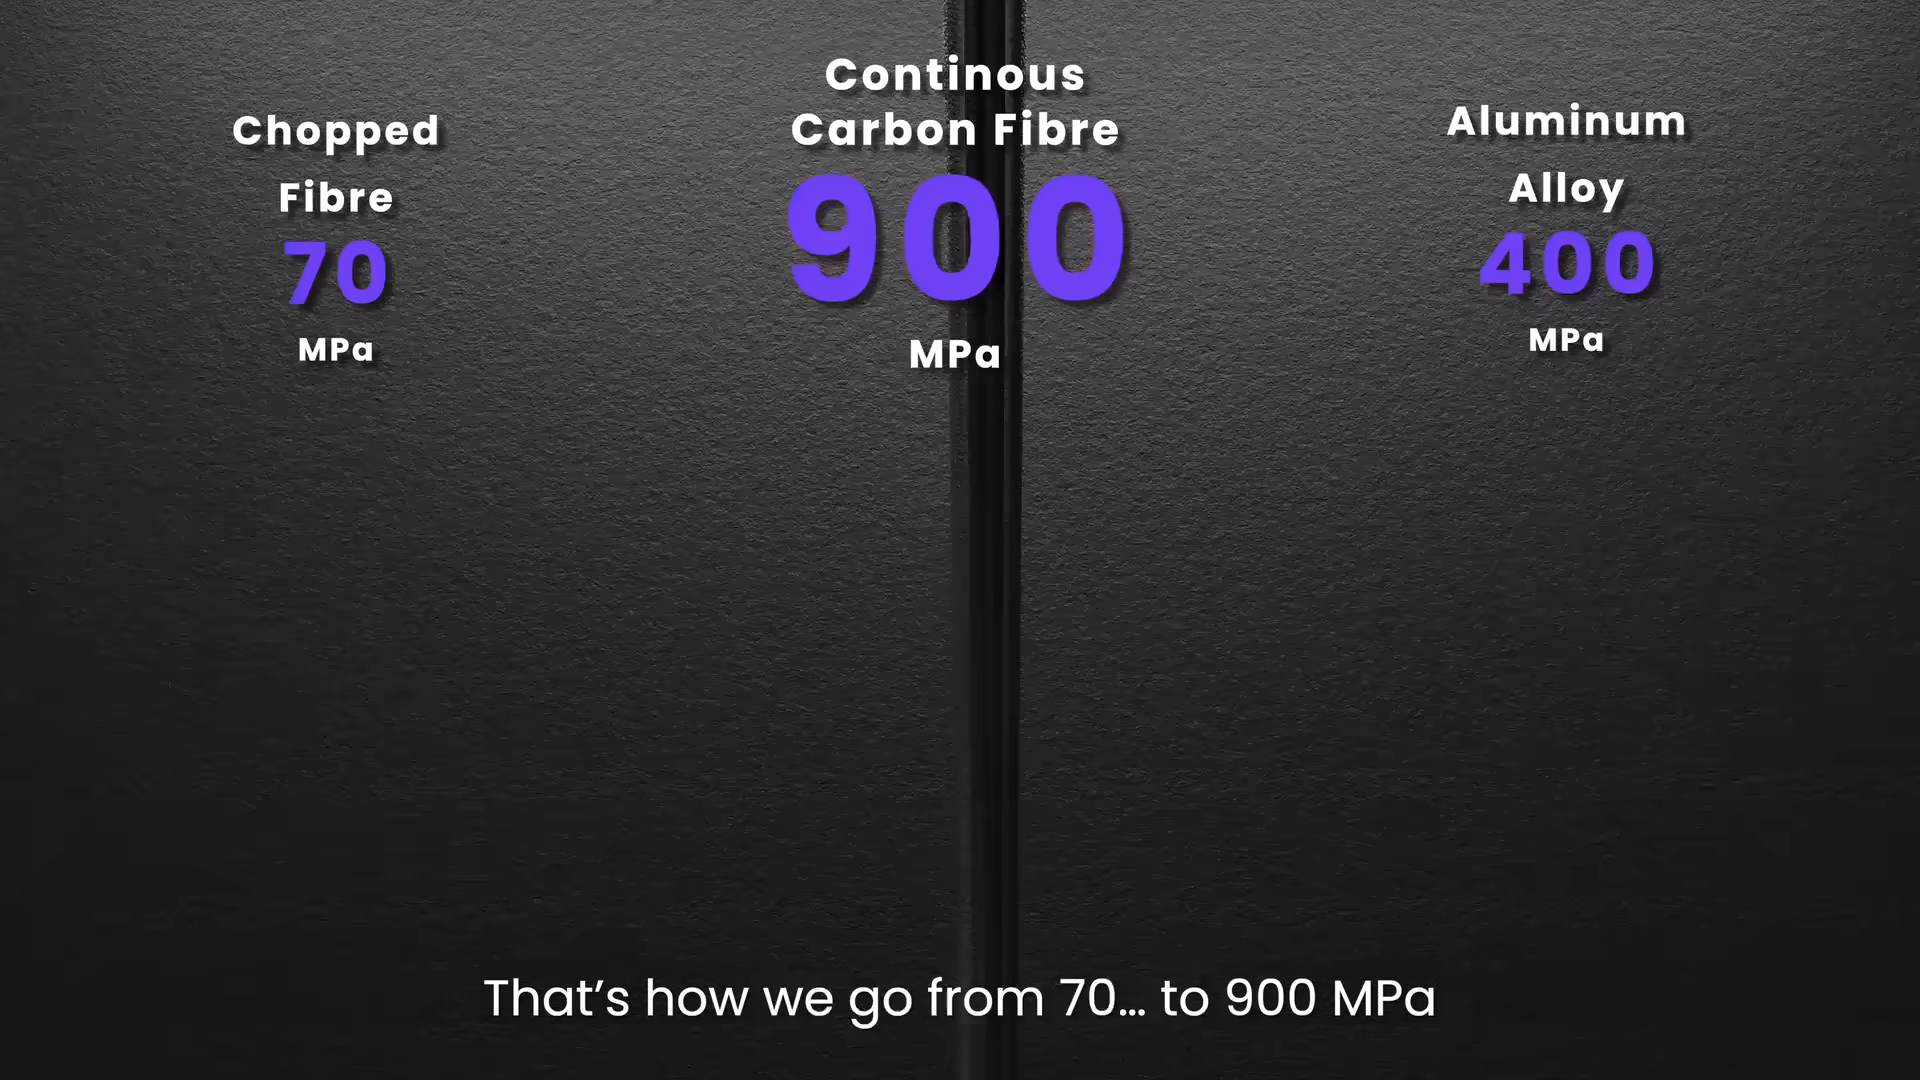 Chopped
Fibre
70
MPa
Continous
Carbon Fibre
900
MPa
Aluminum
Alloy
400
MPa
That’s how we go from 70... to 900 MPa